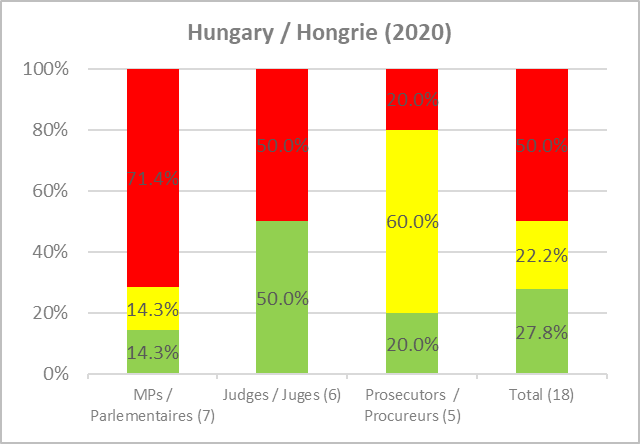 Hungary / Hongrie (2020)
100%
80%
60%
40%
20%
0%
71.4%
14.3%
14.3%
50.0%
50.0%
20.0%
60.0%
20.0%
50.0%
22.2%
27.8%
MPs /
Parlementaires (7)
Judges / Juges (6)
Prosecutors /
Procureurs (5)
Total (18)